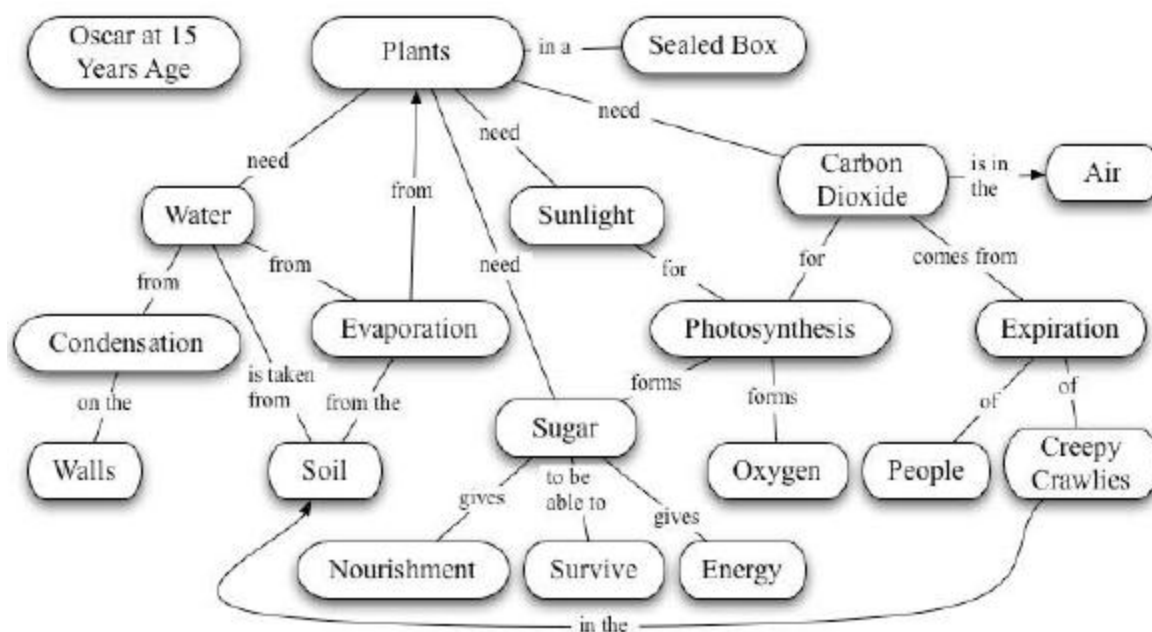 Oscar at 15
Years Age
Plants
in a
Sealed Box
need
need
need
from
need
Carbon
Dioxide
is in
the
Air
Water
Sunlight
from
from
for
for
comes from
Condensation
Evaporation
Photosynthesis
Expiration
on the
is taken
from
from the
forms
forms
of
of
Walls
Soil
Sugar
Oxygen
People
Creepy
Crawlies
gives
to be
able to
gives
Nourishment
Survive
Energy
in the